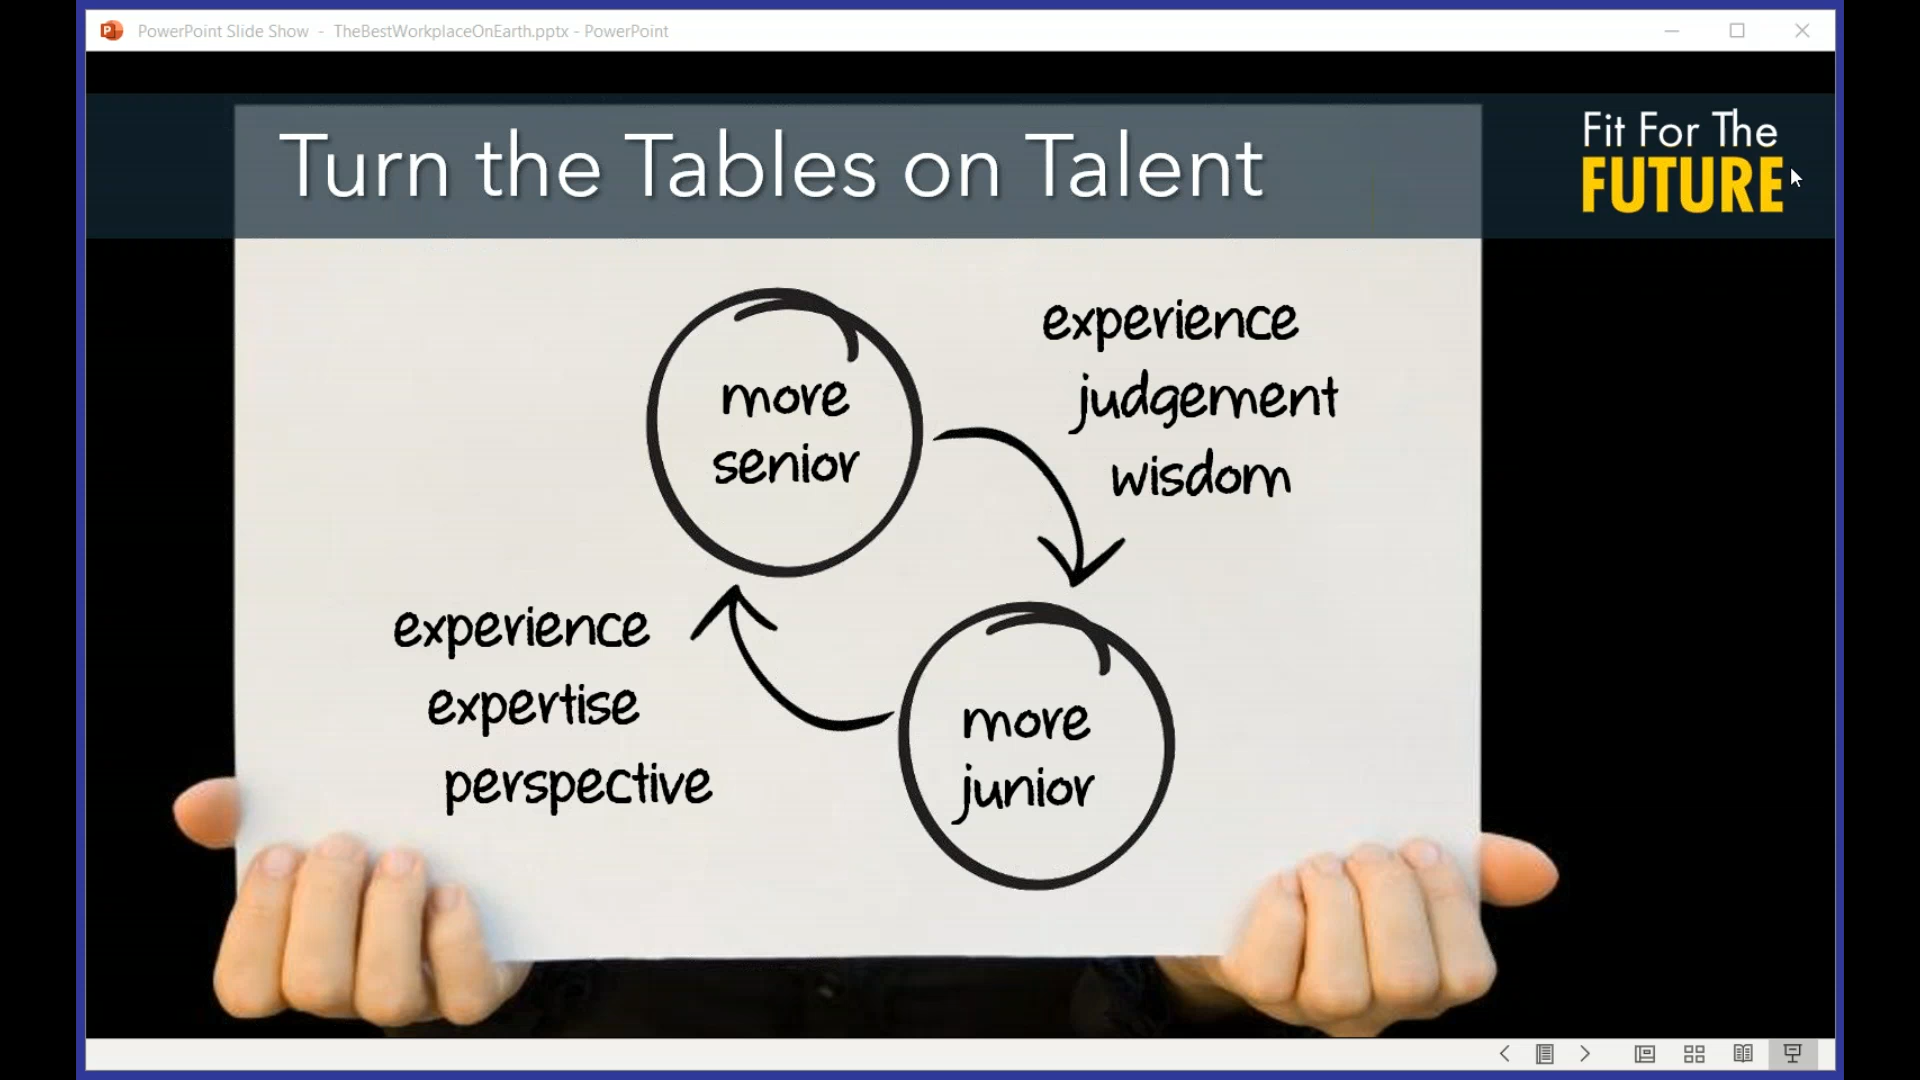 PowerPoint Slide Show - TheBestWorkplaceOnEarth.pptx - PowerPoint
Turn the Tables on Talent
Fit For The
FUTURE
more
senior
experience
judgement
wisdom
experience
expertise
perspective
more
junior